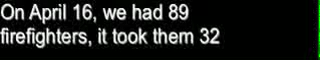 On April 16, we had 89
firefighters, it took them 32